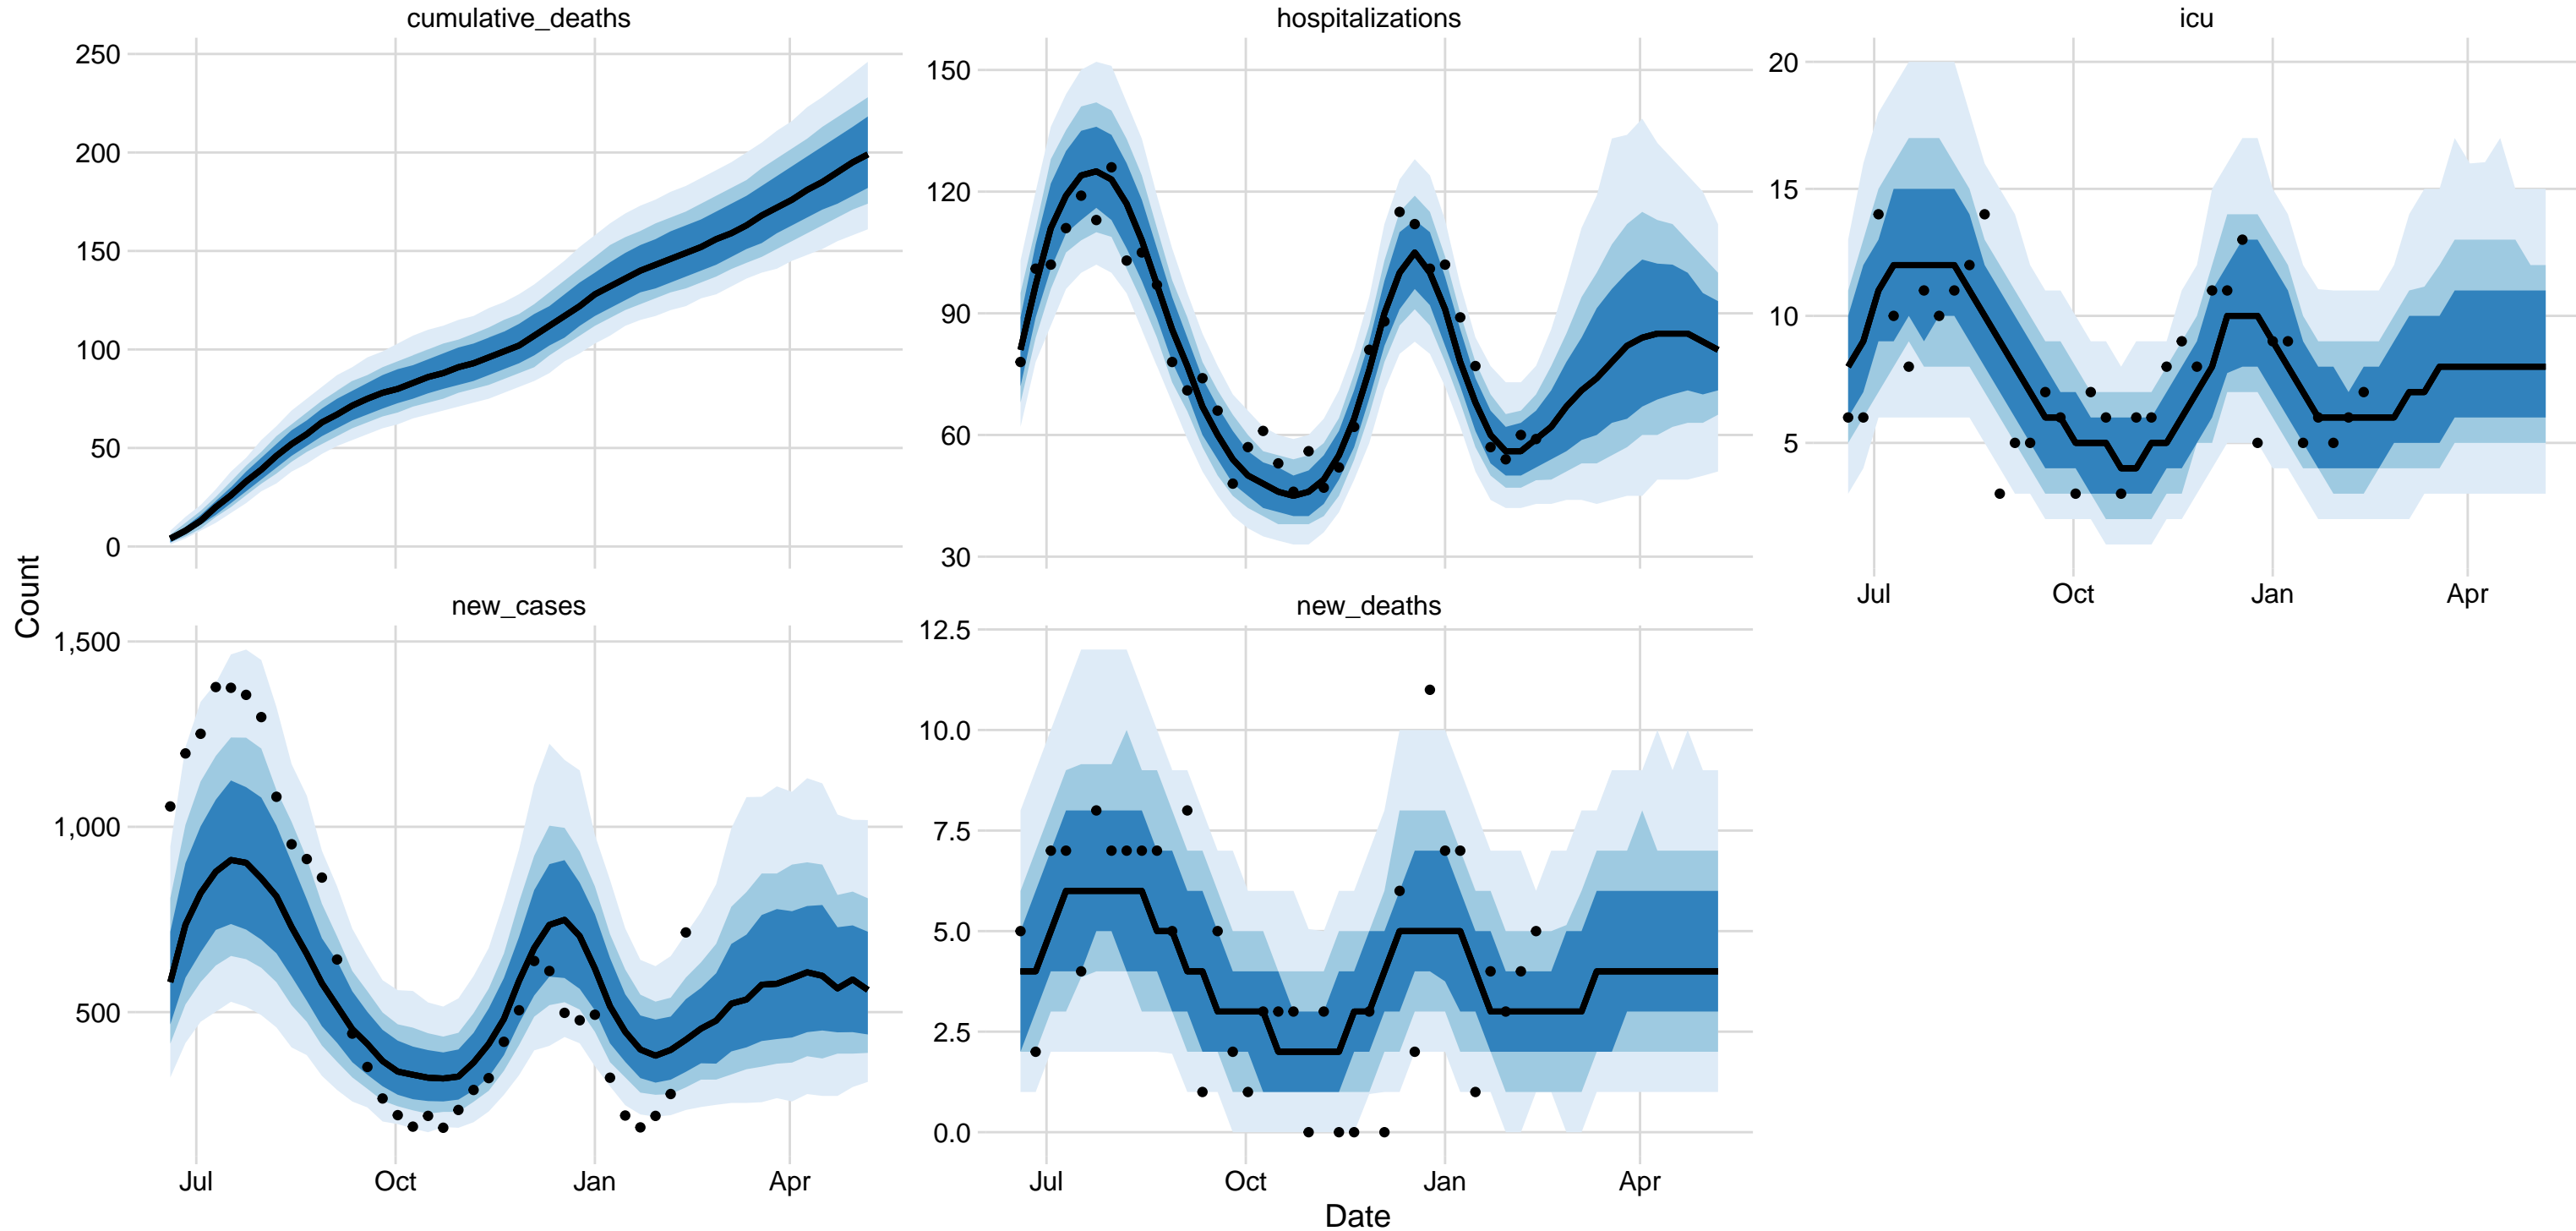 cumulative_deaths
250
200
150
100
50
0
hospitalizations
150
120
90
60
30
icu
20
15
10
5
Jul Oct Jan Apr
Count
new_cases
1,500
1,000
500
Jul Oct Jan Apr
new_deaths
12.5
10.0
7.5
5.0
2.5
0.0
Jul Oct Jan Apr
Date